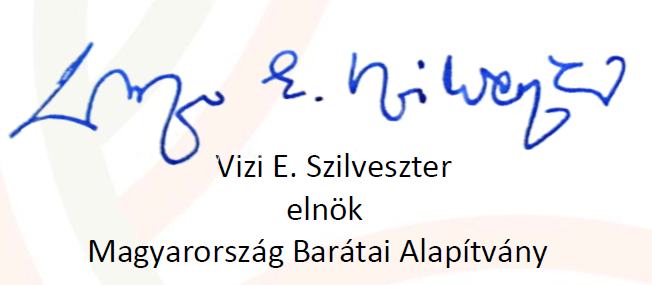 Vizi E. Szilveszter
elnök
Magyarország Barátai Alapítvány